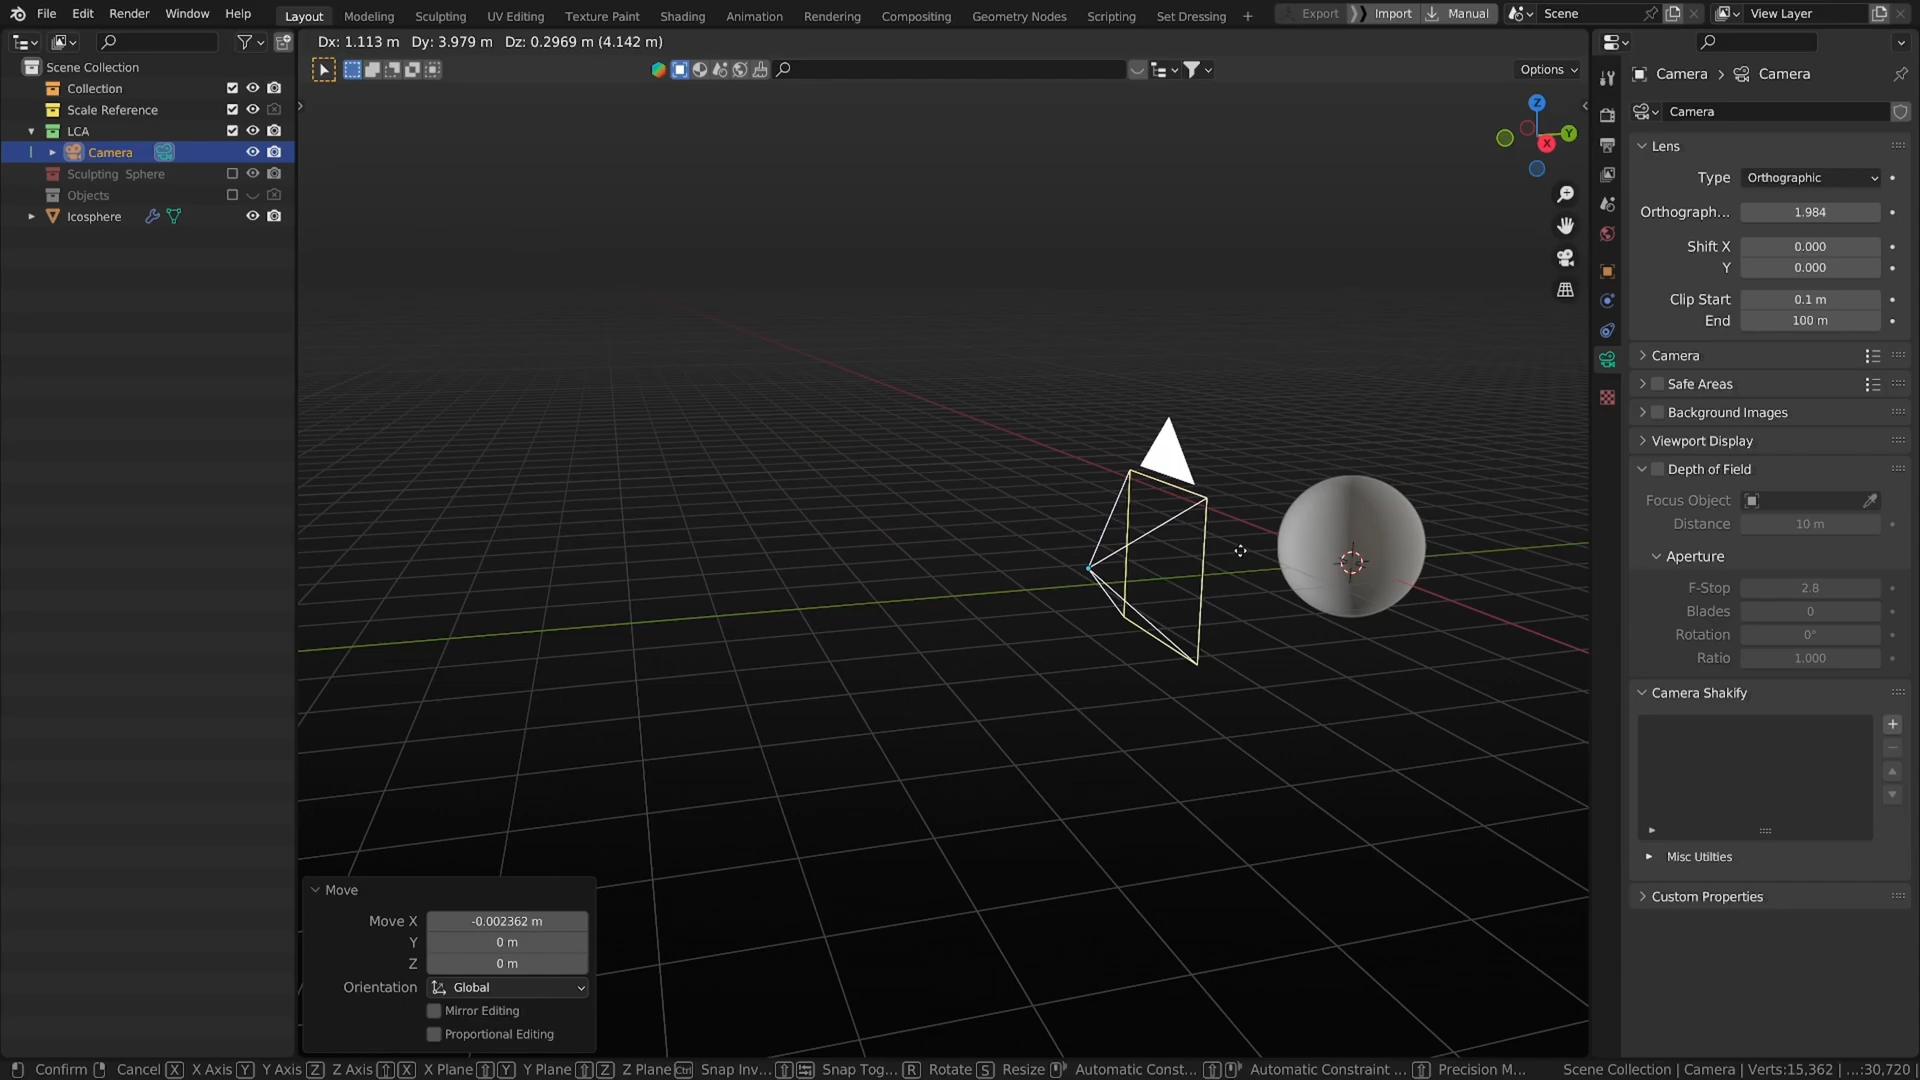 File Edit Render Window Help Layout Modeling Sculpting UV Editing Texture Paint Shading Animation Rendering Compositing Geometry Nodes Scripting Set Dressing + Export Import Manual Scene View Layer
Dx: 1.113 m Dy: 3.979 m Dz: 0.2969 m (4.142 m)
Options
Scene Collection
Collection
Scale Reference
LCA
Camera
Sculpting Sphere
Objects
Icosphere
Z
Y
X
Camera Camera
Camera
Lens
Type Orthographic
Orthograph... 1.984
Shift X 0.000
Y 0.000
Clip Start 0.1 m
End 100 m
Camera
Safe Areas
Background Images
Viewport Display
Depth of Field
Focus Object
Distance 10 m
Aperture
F-Stop 2.8
Blades 0
Rotation 0°
Ratio 1.000
Camera Shakify
Misc Utilties
Custom Properties
Move
Move X -0.002362 m
Y 0 m
Z 0 m
Orientation Global
Mirror Editing
Proportional Editing
Confirm Cancel X X Axis Y Y Axis Z Z Axis X X Plane Y Y Plane Z Z Plane Ctrl Snap Inv... Snap Tog... R Rotate S Resize Automatic Const... Automatic Constraint ... Precision M... Scene Collection | Camera | Verts:15,362 | ...:30,720 |